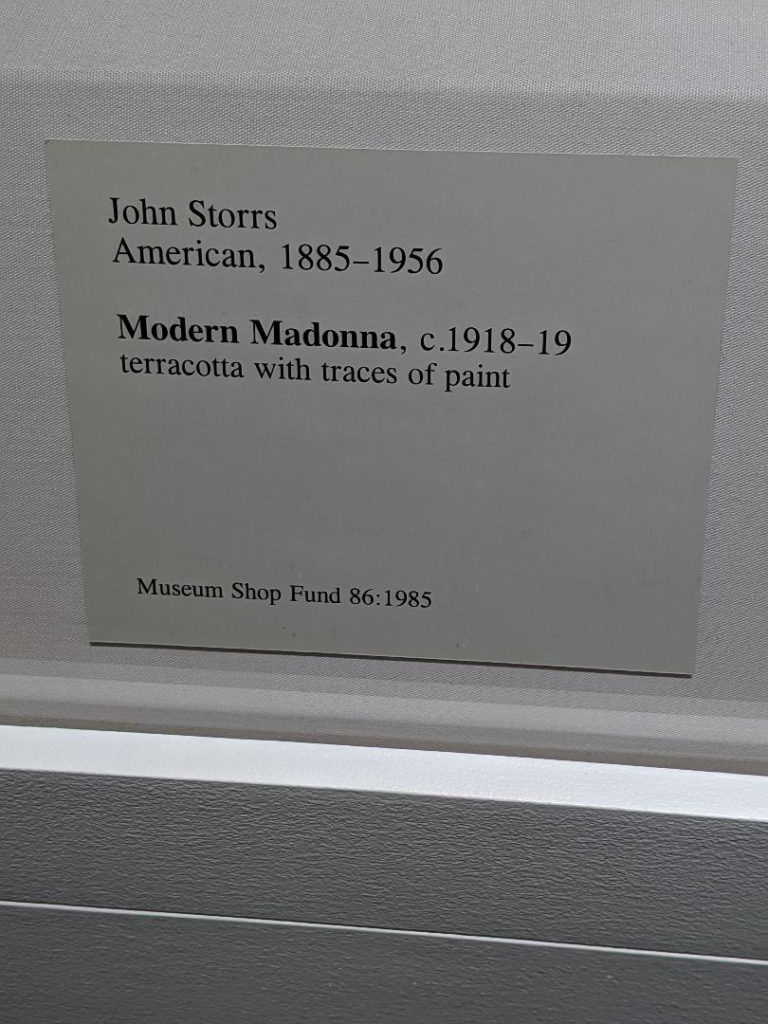 John Storrs
American, 1885–1956
Modern Madonna, c.1918–19
terracotta with traces of paint
Museum Shop Fund 86:1985